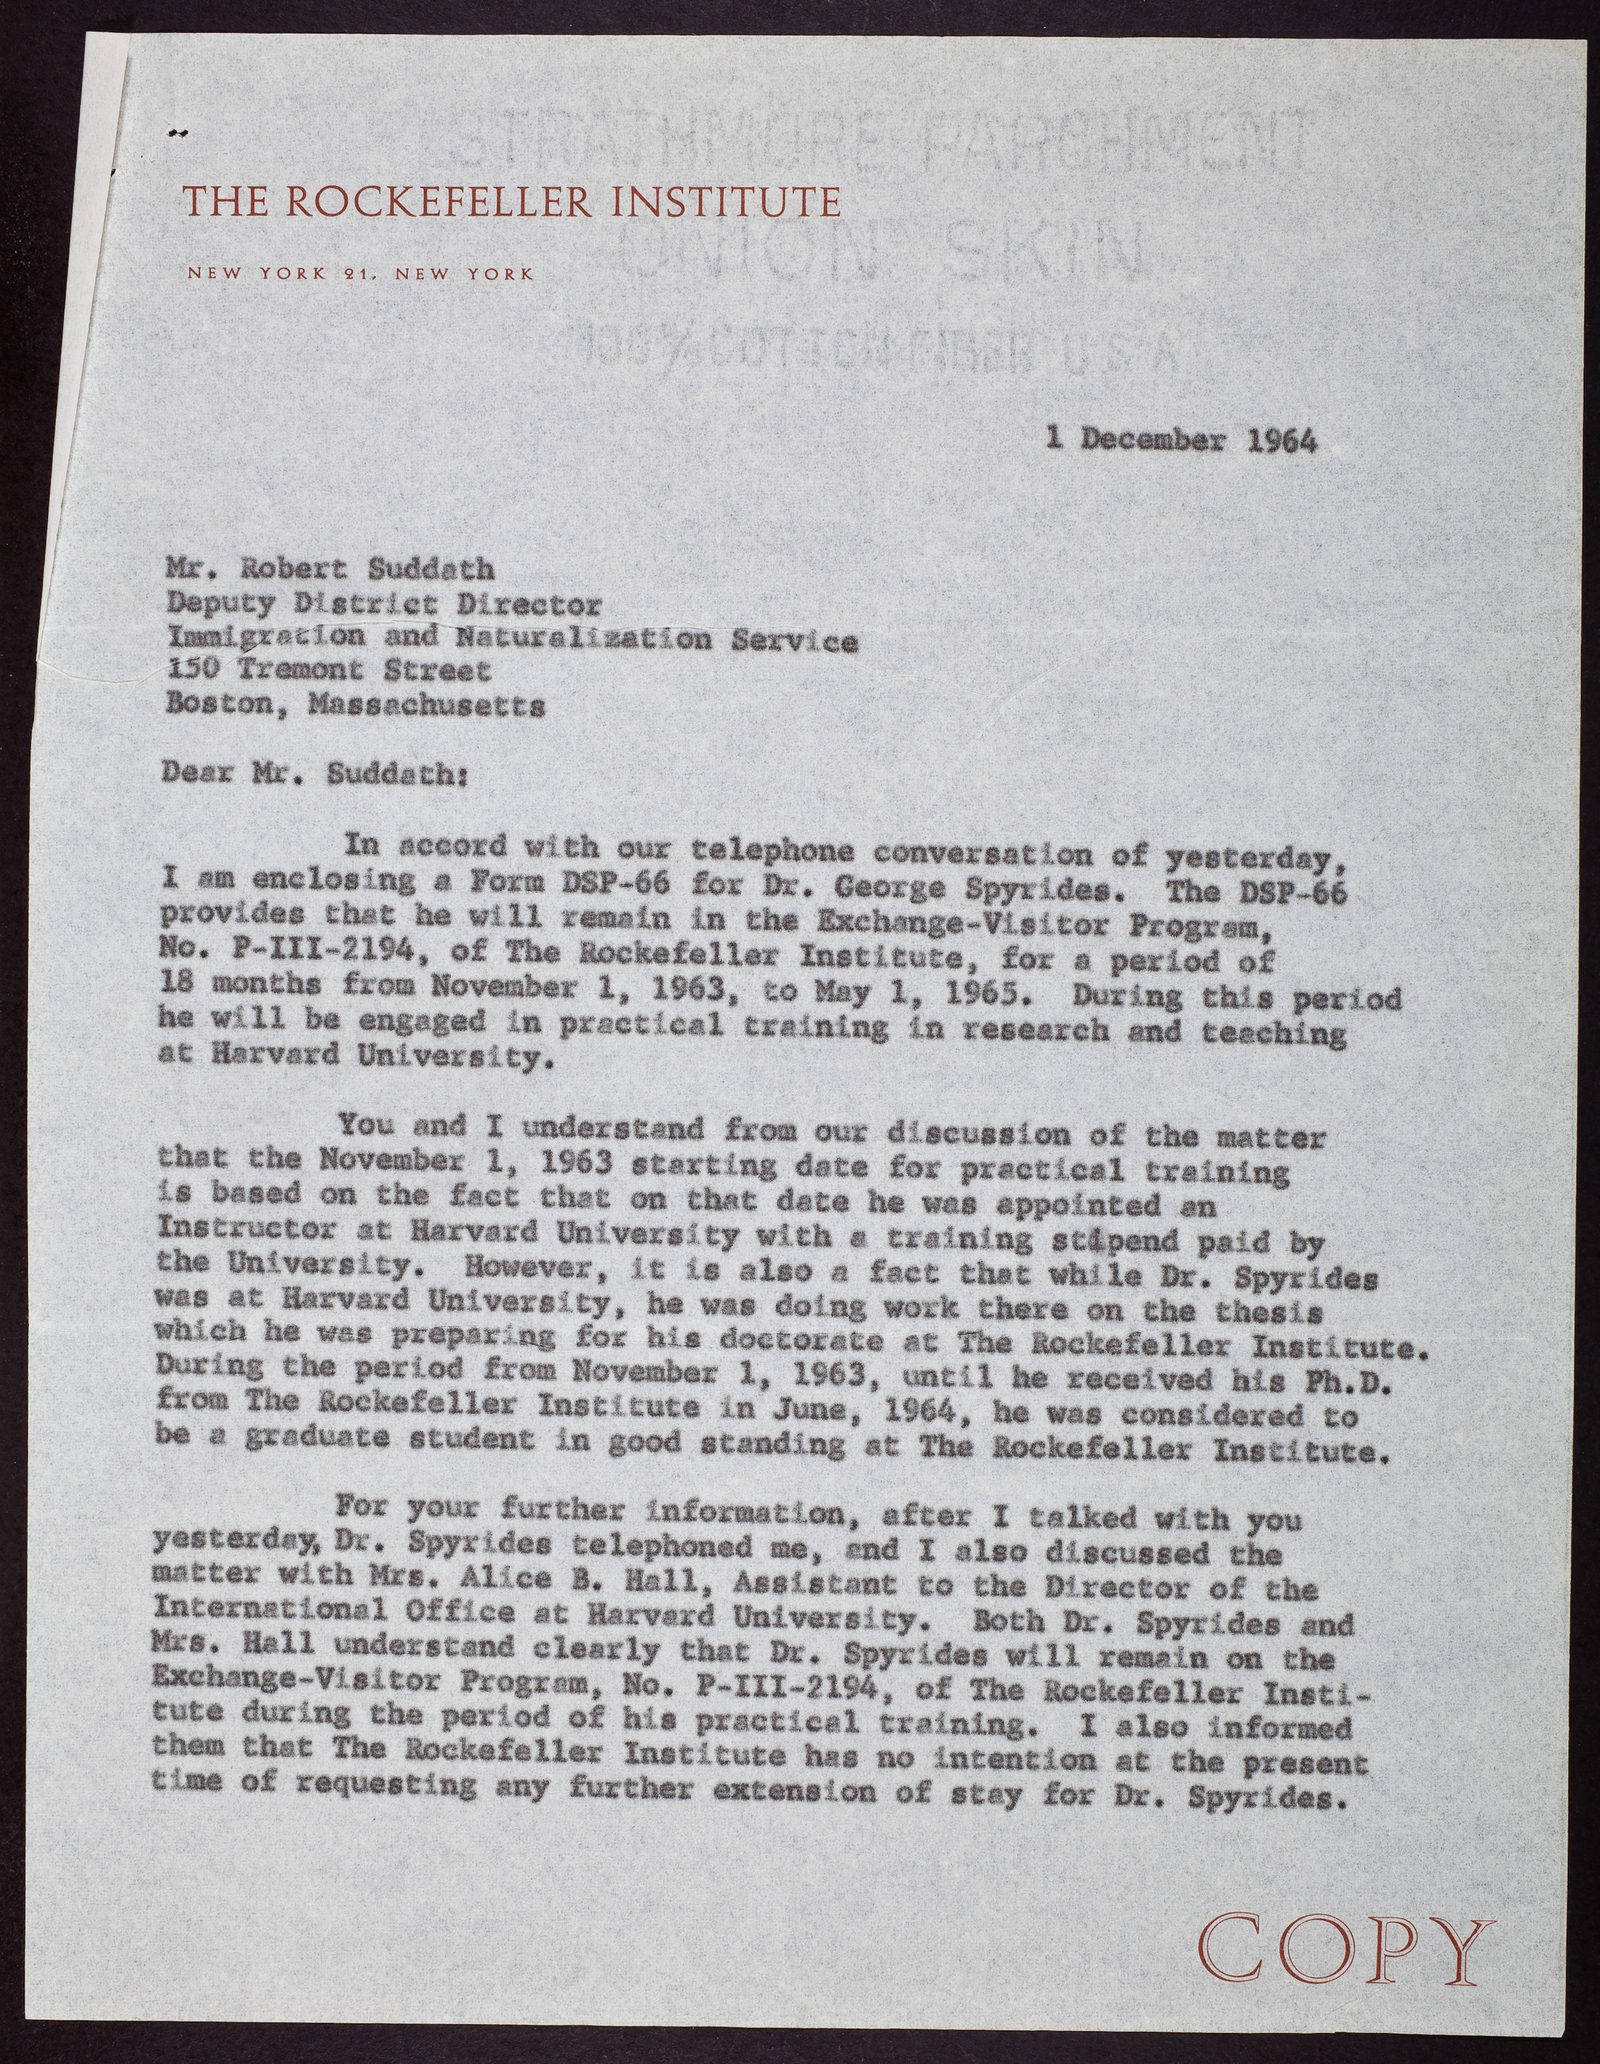 STRATHMORE PARCHMENT
THE ROCKEFELLER INSTITUTE
ONION SKIN
NEW YORK 21, NEW YORK
100% COTTON FIBER U S A
1 December 1964
Mr. Robert Suddath
Deputy District Director
Immigration and Naturalization Service
150 Tremont Street
Boston, Massachusetts
Dear Mr. Suddath:
In accord with our telephone conversation of yesterday,
I am enclosing a Form DSP-66 for Dr. George Spyrides. The DSP-66
provides that he will remain in the Exchange-Visitor Program,
No. P-III-2194, of The Rockefeller Institute, for a period of
18 months from November 1, 1963, to May 1, 1965. During this period
he will be engaged in practical training in research and teaching
at Harvard University.
You and I understand from our discussion of the matter
that the November 1, 1963 starting date for practical training
is based on the fact that on that date he was appointed an
Instructor at Harvard University with a training stipend paid by
the University. However, it is also a fact that while Dr. Spyrides
was at Harvard University, he was doing work there on the thesis
which he was preparing for his doctorate at The Rockefeller Institute.
During the period from November 1, 1963, until he received his Ph.D.
from The Rockefeller Institute in June, 1964, he was considered to
be a graduate student in good standing at The Rockefeller Institute.
For your further information, after I talked with you
yesterday, Dr. Spyrides telephoned me, and I also discussed the
matter with Mrs. Alice B. Hall, Assistant to the Director of the
International Office at Harvard University. Both Dr. Spyrides and
Mrs. Hall understand clearly that Dr. Spyrides will remain on the
Exchange-Visitor Program, No. P-III-2194, of The Rockefeller Insti-
tute during the period of his practical training. I also informed
them that The Rockefeller Institute has no intention at the present
time of requesting any further extension of stay for Dr. Spyrides.
COPY